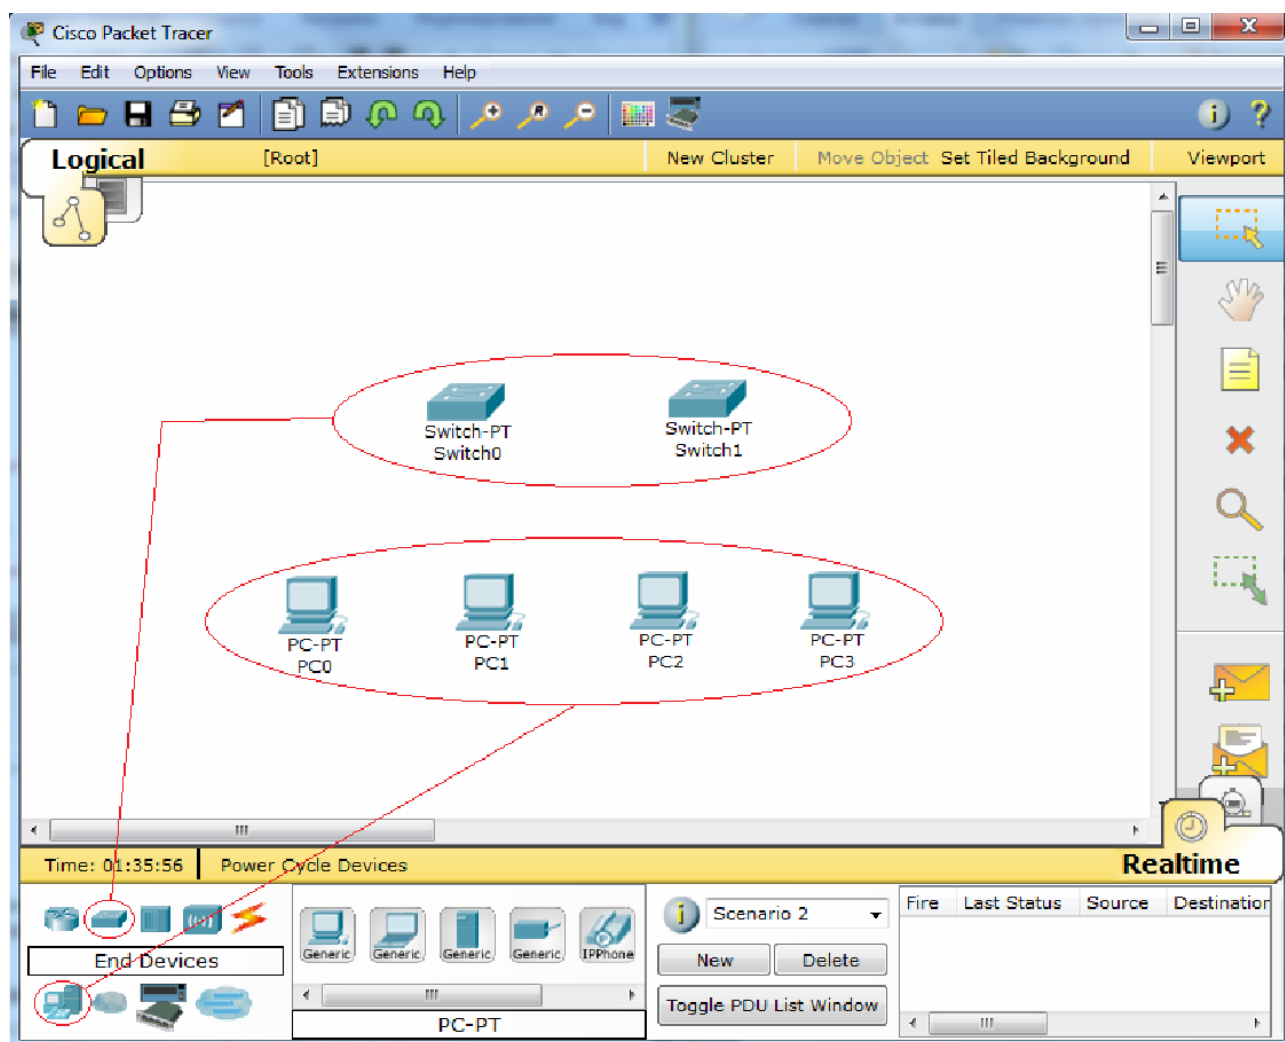 Cisco Packet Tracer
File Edit Options View Tools Extensions Help
Logical [Root] New Cluster Move Object Set Tiled Background Viewport
Switch-PT Switch-PT
Switch0 Switch1
PC-PT PC-PT PC-PT PC-PT
PC0 PC1 PC2 PC3
Time: 01:35:56 Power Cycle Devices Realtime
Fire Last Status Source Destination
Scenario 2
End Devices Generic Generic Generic Generic IPPhone New Delete
Toggle PDU List Window
PC-PT